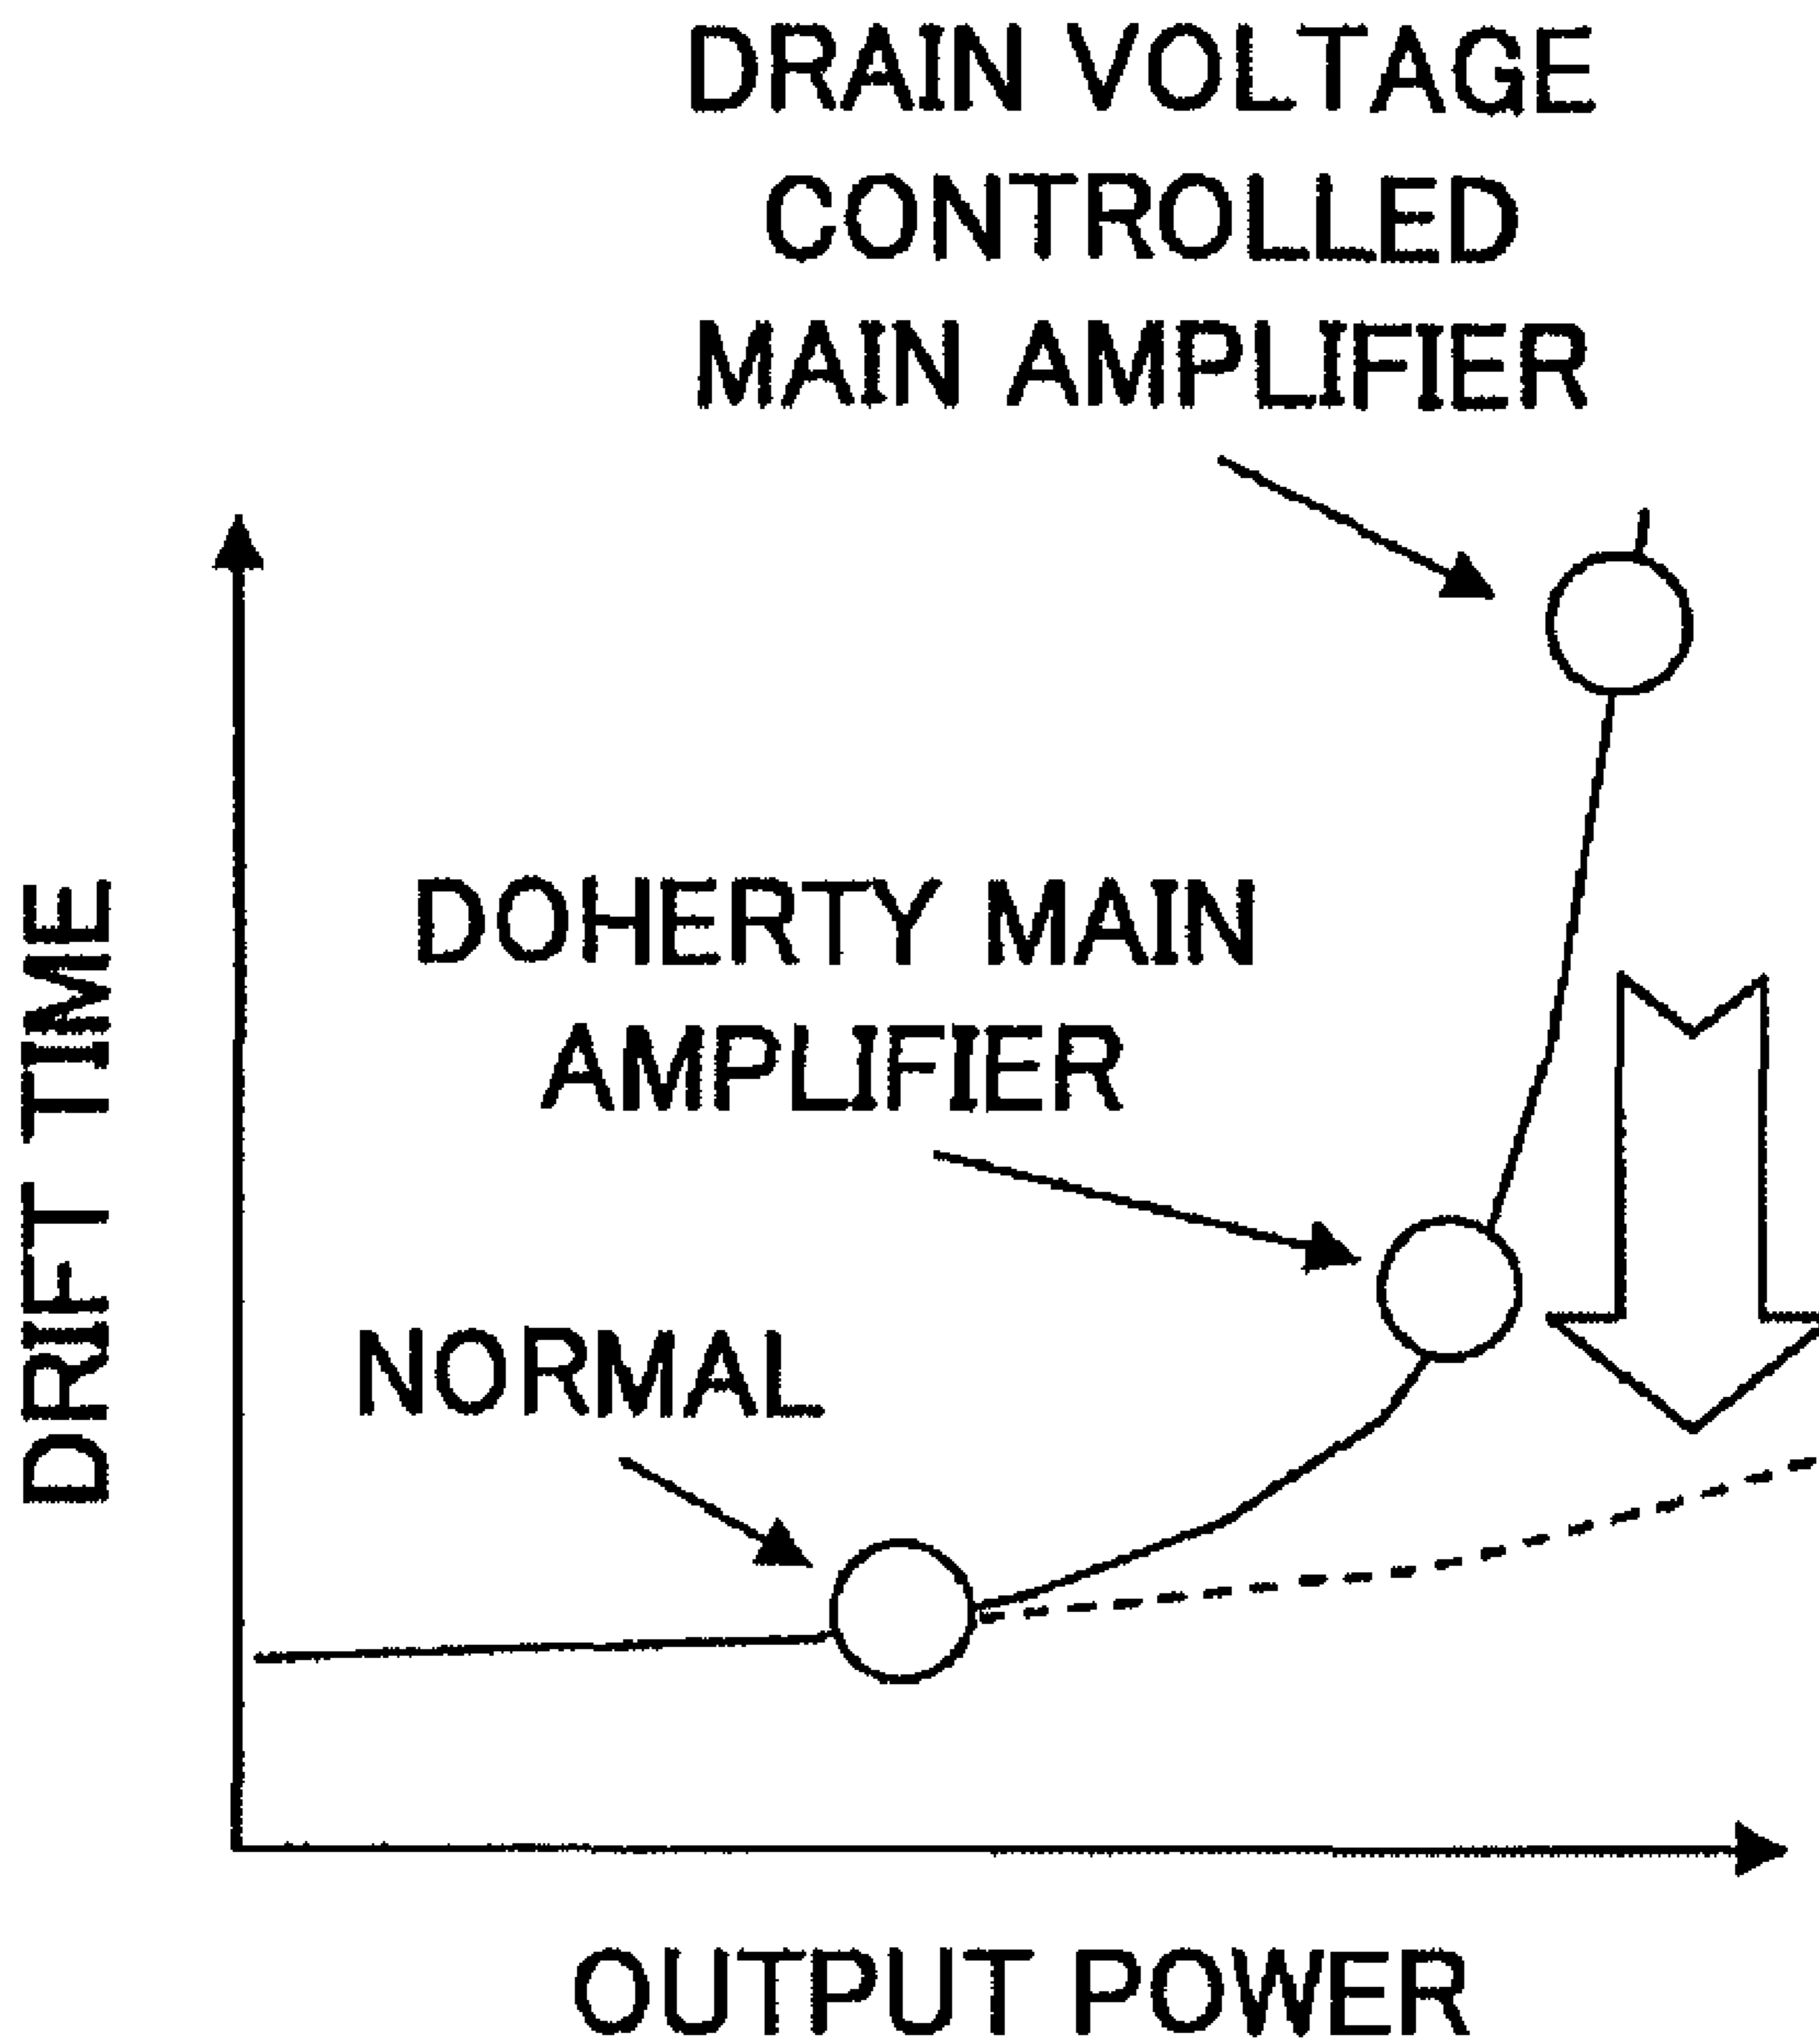 DRAIN VOLTAGE
CONTROLLED
MAIN AMPLIFIER
DOHERTY MAIN
AMPLIFIER
NORMAL
DRIFT TIME
OUTPUT POWER